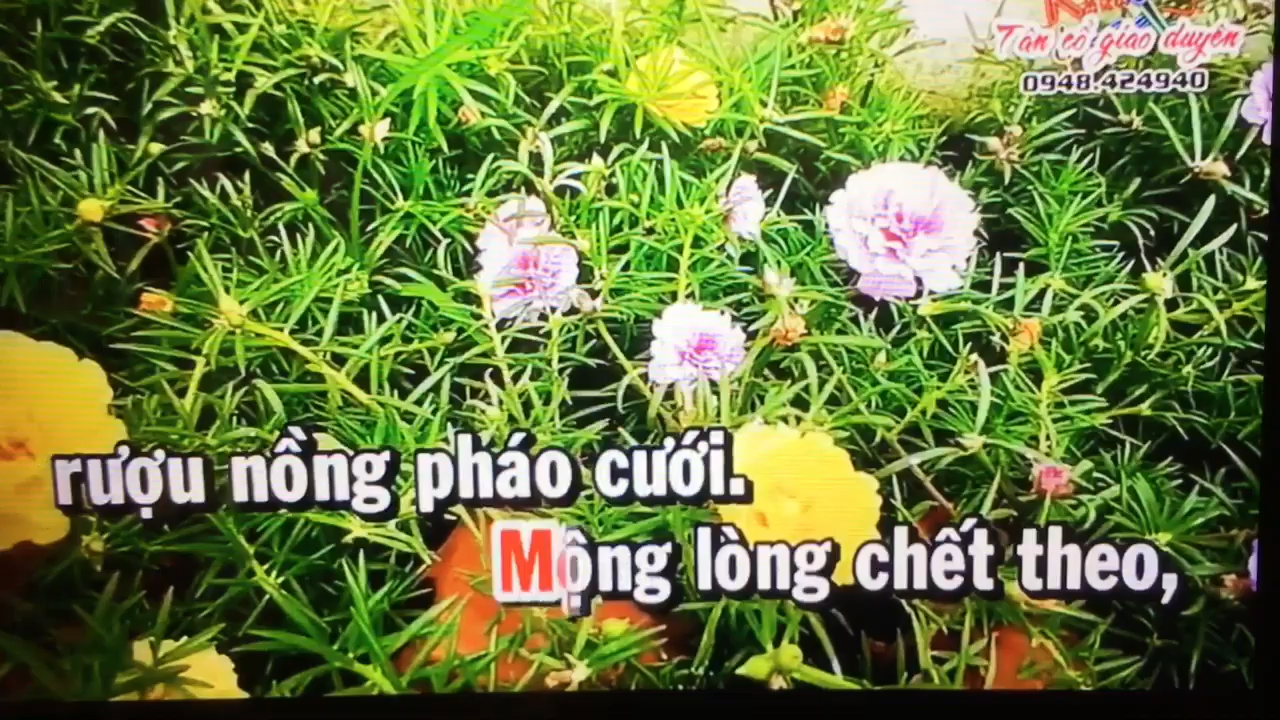 Tân cổ giao duyên
0948.424940
rượu nồng pháo cưới.
Mộng lòng chết theo,